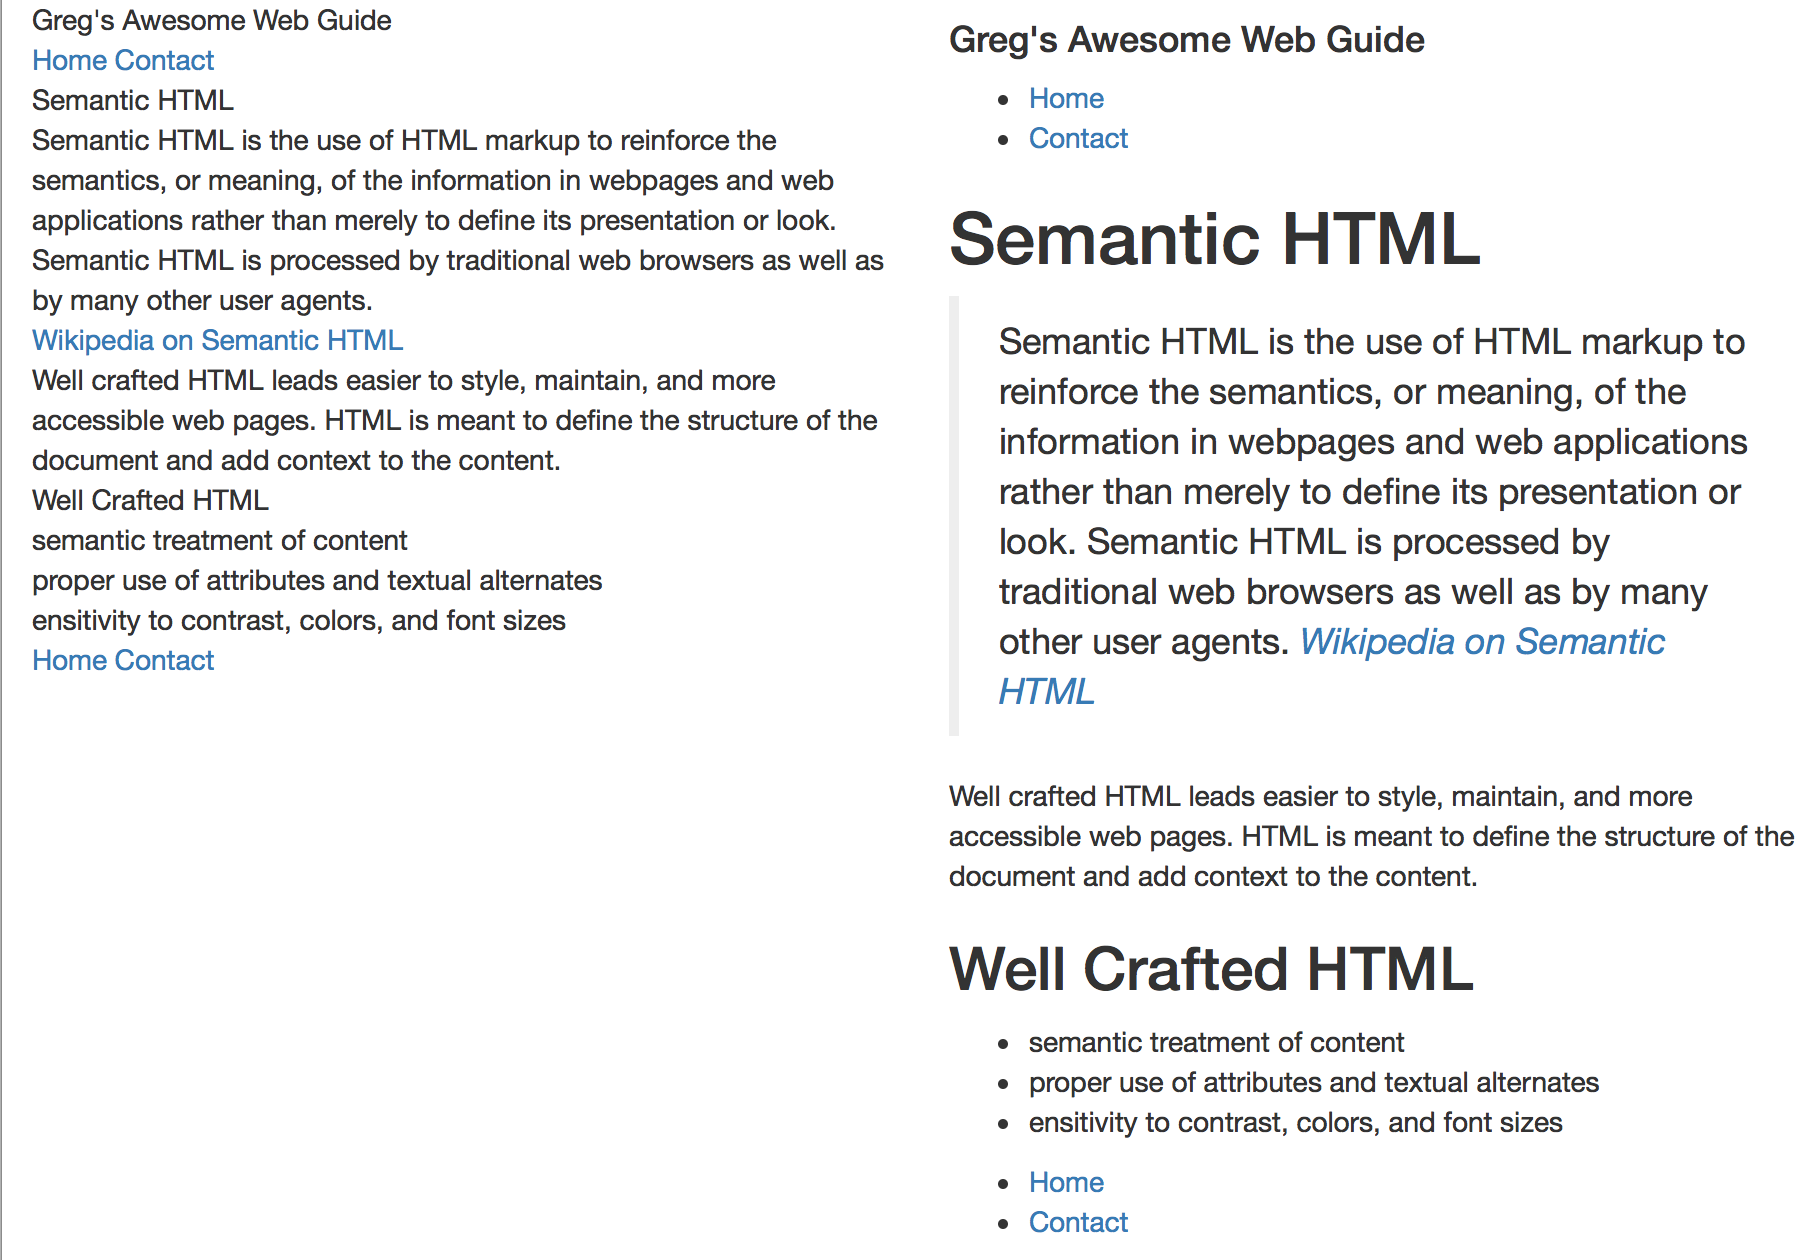 Greg's Awesome Web Guide
Home Contact
Semantic HTML
Semantic HTML is the use of HTML markup to reinforce the
semantics, or meaning, of the information in webpages and web
applications rather than merely to define its presentation or look.
Semantic HTML is processed by traditional web browsers as well as
by many other user agents.
Wikipedia on Semantic HTML
Well crafted HTML leads easier to style, maintain, and more
accessible web pages. HTML is meant to define the structure of the
document and add context to the content.
Well Crafted HTML
semantic treatment of content
proper use of attributes and textual alternates
ensitivity to contrast, colors, and font sizes
Home Contact
Greg's Awesome Web Guide
• Home
• Contact
Semantic HTML
Semantic HTML is the use of HTML markup to
reinforce the semantics, or meaning, of the
information in webpages and web applications
rather than merely to define its presentation or
look. Semantic HTML is processed by
traditional web browsers as well as by many
other user agents. Wikipedia on Semantic
HTML
Well crafted HTML leads easier to style, maintain, and more
accessible web pages. HTML is meant to define the structure of the
document and add context to the content.
Well Crafted HTML
• semantic treatment of content
• proper use of attributes and textual alternates
• ensitivity to contrast, colors, and font sizes
• Home
• Contact